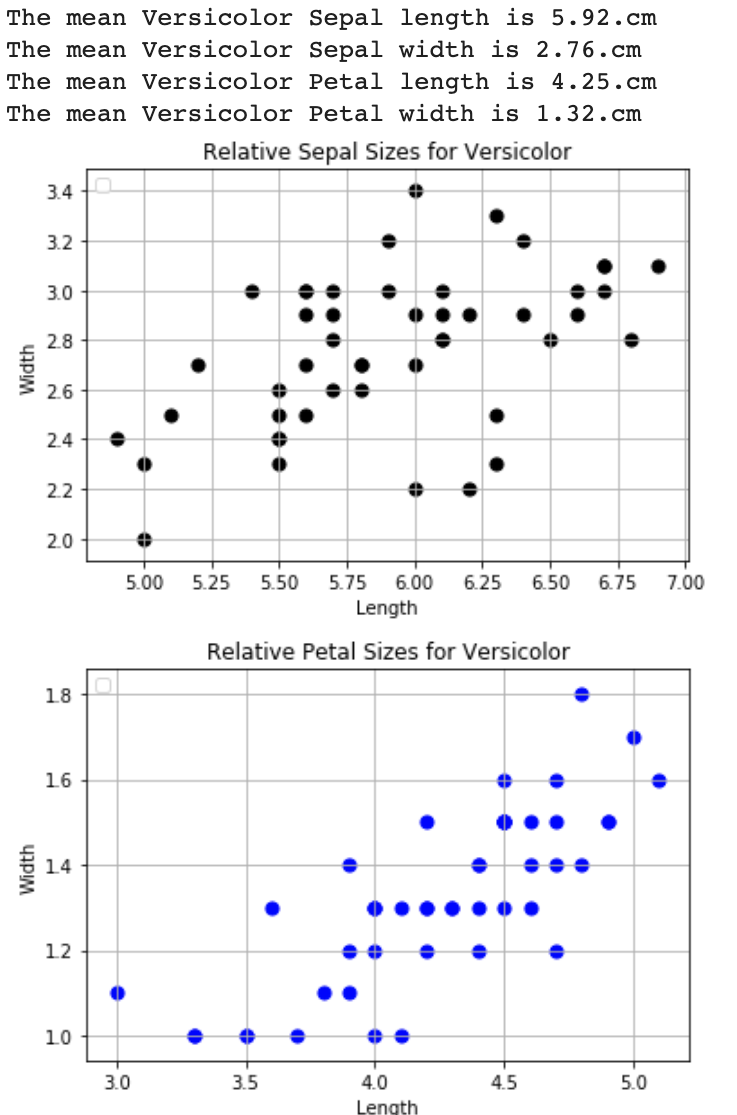 The mean Versicolor Sepal length is 5.92.cm
The mean Versicolor Sepal width is 2.76.cm
The mean Versicolor Petal length is 4.25.cm
The mean Versicolor Petal width is 1.32.cm
Relative Sepal Sizes for Versicolor
3.4
3.2
3.0
2.8
2.6
2.4
2.2
2.0
Width
5.00 5.25 5.50 5.75 6.00 6.25 6.50 6.75 7.00
Length
Relative Petal Sizes for Versicolor
1.8
1.6
1.4
1.2
1.0
Width
3.0 3.5 4.0 4.5 5.0
Length